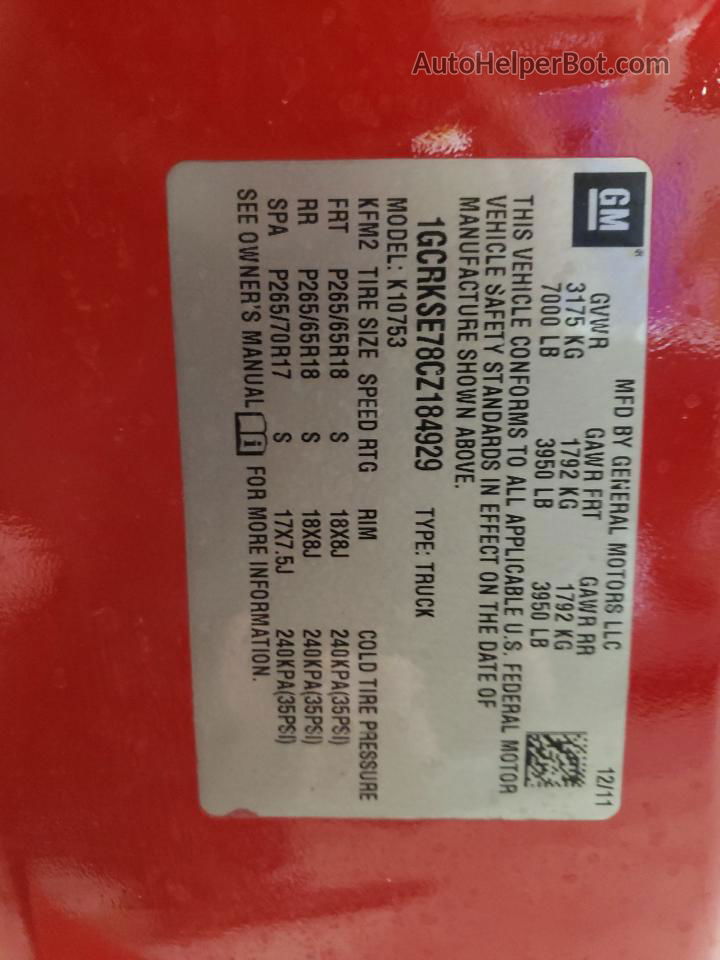 AutoHelperBot.com
GM
MFD BY GENERAL MOTORS LLC 12/11
GVWR GAWR FRT GAWR RR
3175 KG 1792 KG 1792 KG
7000 LB 3950 LB 3950 LB
THIS VEHICLE CONFORMS TO ALL APPLICABLE U.S. FEDERAL MOTOR
VEHICLE SAFETY STANDARDS IN EFFECT ON THE DATE OF
MANUFACTURE SHOWN ABOVE.
1GCRKSE78CZ184929 TYPE: TRUCK
MODEL: K10753
KFM2 TIRE SIZE SPEED RTG RIM COLD TIRE PRESSURE
FRT P265/65R18 S 18X8J 240KPA(35PSI)
RR P265/65R18 S 18X8J 240KPA(35PSI)
SPA P265/70R17 S 17X7.5J 240KPA(35PSI)
SEE OWNER'S MANUAL i FOR MORE INFORMATION.